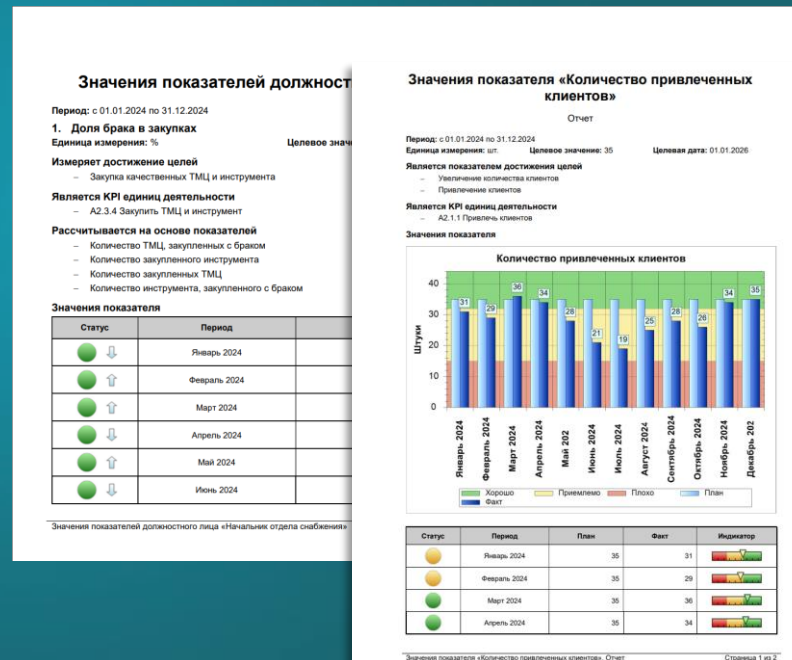 Значения показателей должност
Период: с 01.01.2024 по 31.12.2024
1. Доля брака в закупках
Единица измерения: % Целевое знач
Измеряет достижение целей
– Закупка качественных ТМЦ и инструмента
Является KPI единиц деятельности
– А2.3.4 Закупить ТМЦ и инструмент
Рассчитывается на основе показателей
– Количество ТМЦ, закупленных с браком
– Количество закупленного инструмента
– Количество закупленных ТМЦ
– Количество инструмента, закупленного с браком
Значения показателя
Статус Период
Январь 2024
Февраль 2024
Март 2024
Апрель 2024
Май 2024
Июнь 2024
Значения показателей должностного лица «Начальник отдела снабжения»
Значения показателя «Количество привлеченных
клиентов»
Отчет
Период: с 01.01.2024 по 31.12.2024
Единица измерения: шт. Целевое значение: 35 Целевая дата: 01.01.2026
Является показателем достижения целей
– Увеличение количества клиентов
– Привлечение клиентов
Является KPI единиц деятельности
– А2.1.1 Привлечь клиентов
Значения показателя
Количество привлеченных клиентов
Штуки
40
30
20
10
0
31 29 36 34 28 21 19 25 28 26 34 35
Январь 2024
Февраль 2024
Март 2024
Апрель 2024
Май 202
Июнь 2024
Июль 2024
Август 2024
Сентябрь 2024
Октябрь 2024
Ноябрь 2024
Декабрь 202
Хорошо Приемлемо Плохо План
Факт
Статус Период План Факт Индикатор
Январь 2024 35 31
Февраль 2024 35 29
Март 2024 35 36
Апрель 2024 35 34
Значения показателя «Количество привлеченных клиентов». Отчет Страница 1 из 2